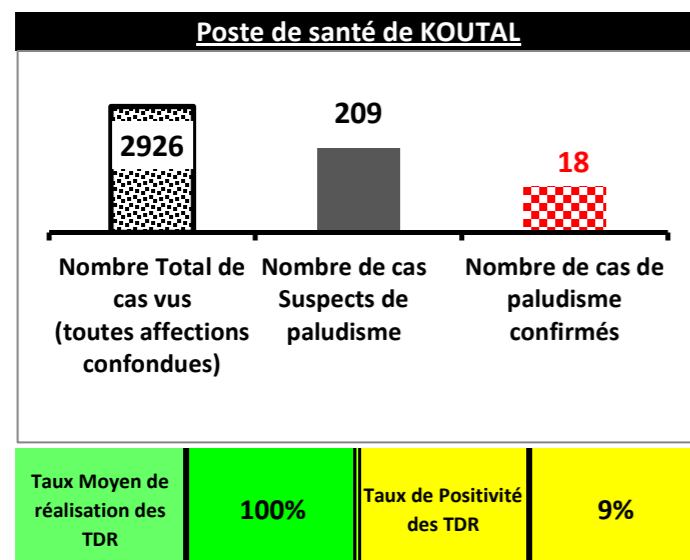 Poste de santé de KOUTAL
2926
209
18
Nombre Total de
cas vus
(toutes affections
confondues)
Nombre de cas
Suspects de
paludisme
Nombre de cas de
paludisme
confirmés
Taux Moyen de
réalisation des
TDR
100%
Taux de Positivité
des TDR
9%